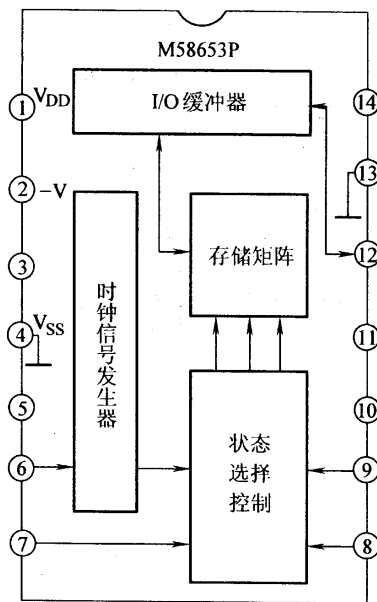 M58653P
I/O 缓冲器
① V_DD
⑭
⑬
② −V
存储矩阵
⑫
③
时钟信号发生器
④ V_SS
⑪
⑤
⑩
状态
选择
控制
⑥
⑨
⑦
⑧